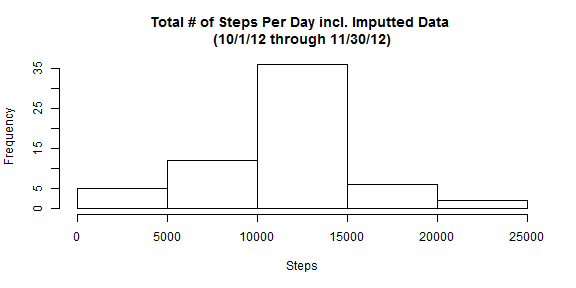 Total # of Steps Per Day incl. Imputted Data
(10/1/12 through 11/30/12)
Frequency
35
25
15
5
0
0 5000 10000 15000 20000 25000
Steps